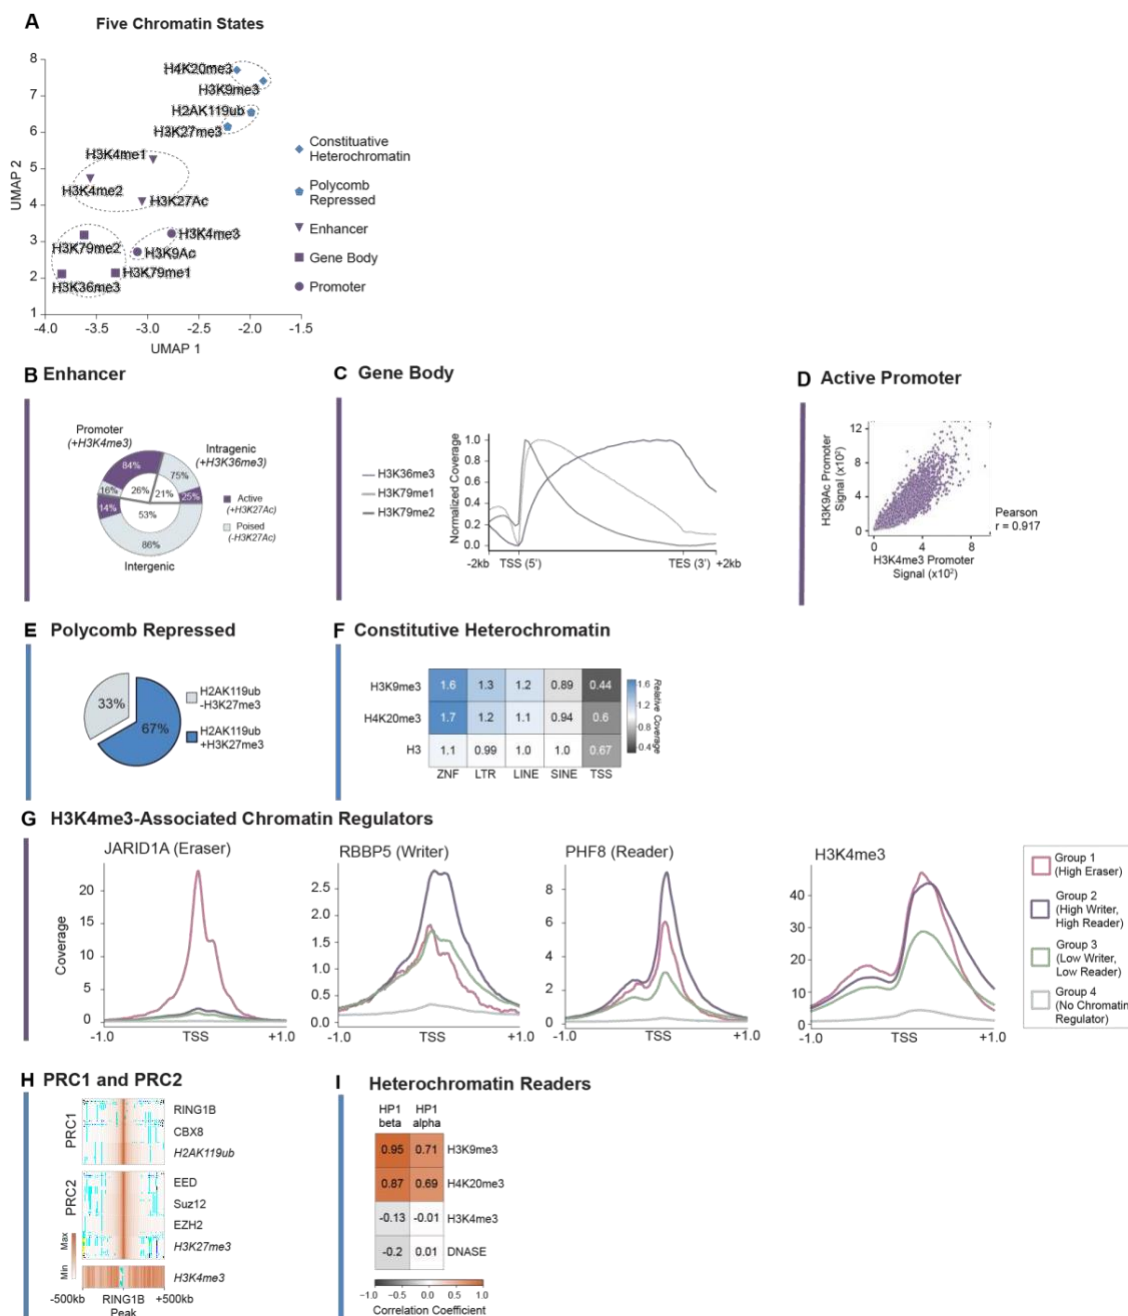 A
Five Chromatin States
UMAP 2
8
7
6
5
4
3
2
1
-4.0
-3.5
-3.0
-2.5
-2.0
-1.5
UMAP 1
H4K20me3
H3K9me3
H2AK119ub
H3K27me3
H3K4me1
H3K4me2
H3K27Ac
H3K4me3
H3K79me2
H3K9Ac
H3K79me1
H3K36me3
Constituative
Heterochromatin
Polycomb
Repressed
Enhancer
Gene Body
Promoter
B Enhancer
Promoter
(+H3K4me3)
Intragenic
(+H3K36me3)
84%
75%
16%
26%
21%
25%
14%
53%
86%
Intergenic
Active
(+H3K27Ac)
Poised
(-H3K27Ac)
C Gene Body
H3K36me3
H3K79me1
H3K79me2
Normalized Coverage
1.0
0.8
0.6
0.4
0.2
0.0
-2kb
TSS (5')
TES (3')
+2kb
D Active Promoter
H3K9Ac Promoter
Signal (x10²)
12
8
4
0
0
4
8
H3K4me3 Promoter
Signal (x10²)
Pearson
r = 0.917
E Polycomb Repressed
33%
67%
H2AK119ub
-H3K27me3
H2AK119ub
+H3K27me3
F Constitutive Heterochromatin
H3K9me3 1.6 1.3 1.2 0.89 0.44
H4K20me3 1.7 1.2 1.1 0.94 0.6
H3 1.1 0.99 1.0 1.0 0.67
ZNF LTR LINE SINE TSS
1.6
1.2
0.8
0.4
Relative Coverage
G H3K4me3-Associated Chromatin Regulators
JARID1A (Eraser)
Coverage
20
15
10
5
0
-1.0
TSS
+1.0
RBBP5 (Writer)
2.5
2.0
1.5
1.0
0.5
0.0
-1.0
TSS
+1.0
PHF8 (Reader)
8
6
4
2
0
-1.0
TSS
+1.0
H3K4me3
40
30
20
10
0
-1.0
TSS
+1.0
Group 1
(High Eraser)
Group 2
(High Writer,
High Reader)
Group 3
(Low Writer,
Low Reader)
Group 4
(No Chromatin
Regulator)
H PRC1 and PRC2
PRC1
RING1B
CBX8
H2AK119ub
PRC2
EED
Suz12
EZH2
H3K27me3
Max
Min
H3K4me3
-500kb
RING1B
Peak
+500kb
I Heterochromatin Readers
HP1
beta
HP1
alpha
0.95 0.71 H3K9me3
0.87 0.69 H4K20me3
-0.13 -0.01 H3K4me3
-0.2 0.01 DNASE
−1.0 −0.5 0.0 0.5 1.0
Correlation Coefficient